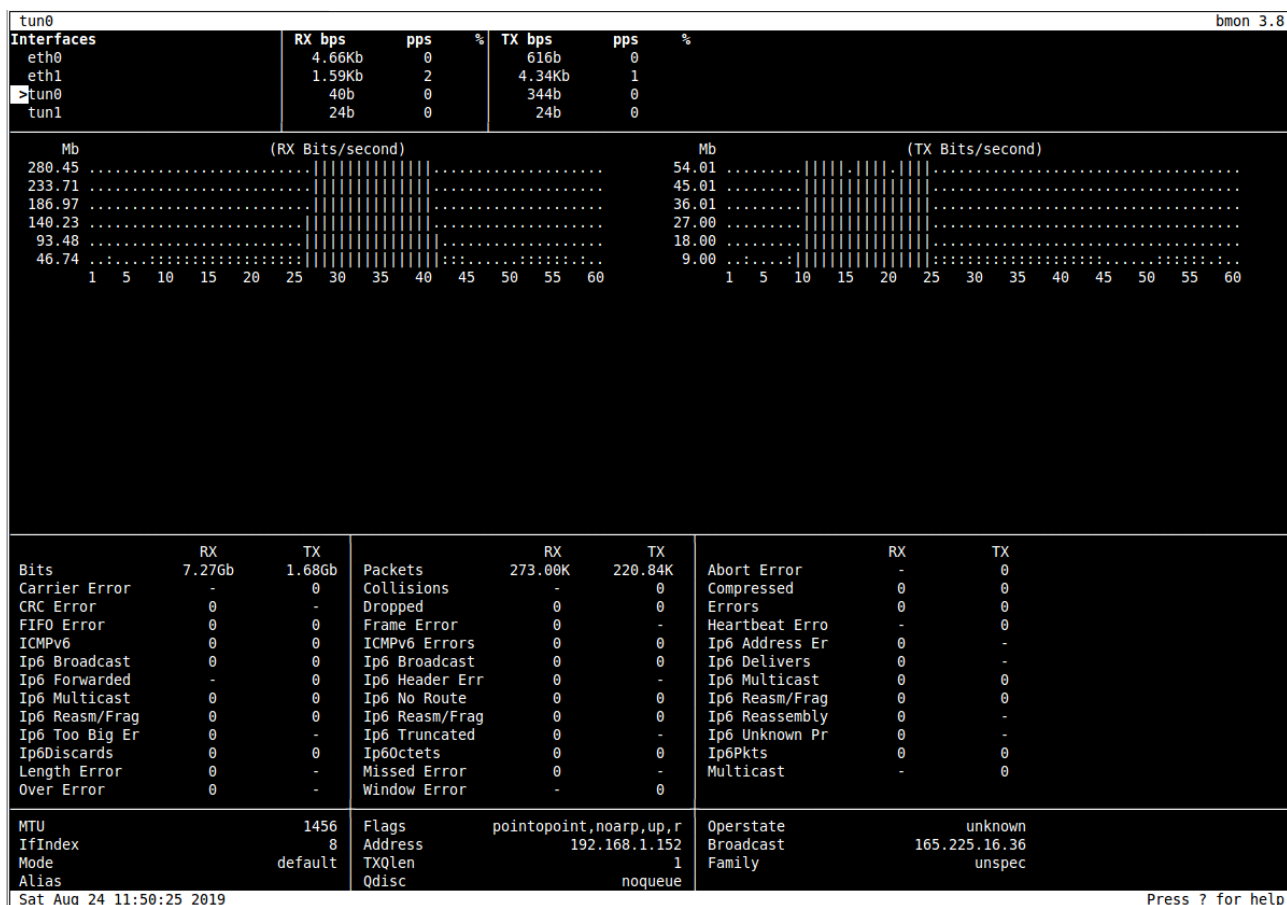 tun0 bmon 3.8
Interfaces RX bps pps % TX bps pps %
eth0 4.66Kb 0 616b 0
eth1 1.59Kb 2 4.34Kb 1
>tun0 40b 0 344b 0
tun1 24b 0 24b 0
Mb (RX Bits/second) Mb (TX Bits/second)
280.45 ..........................|||||||||||||| .................... 54.01 .........|||||.||||.||||....................................
233.71 ..........................|||||||||||||| .................... 45.01 .........|||||||||||||||....................................
186.97 ..........................|||||||||||||| .................... 36.01 .........|||||||||||||||....................................
140.23 .........................||||||||||||||| .................... 27.00 .........|||||||||||||||....................................
93.48 .........................||||||||||||||||................... 18.00 .........|||||||||||||||....................................
46.74 ..:....::::::::::::::::::||||||||||||||||:::......::::::.:.. 9.00 ..:....:||||||||||||||||::::::::::::::::::::......::::::.:..
1 5 10 15 20 25 30 35 40 45 50 55 60 1 5 10 15 20 25 30 35 40 45 50 55 60
RX TX RX TX RX TX
Bits 7.27Gb 1.68Gb Packets 273.00K 220.84K Abort Error - 0
Carrier Error - 0 Collisions - 0 Compressed 0 0
CRC Error 0 - Dropped 0 0 Errors 0 0
FIFO Error 0 0 Frame Error 0 - Heartbeat Erro - 0
ICMPv6 0 0 ICMPv6 Errors 0 0 Ip6 Address Er 0 -
Ip6 Broadcast 0 0 Ip6 Broadcast 0 0 Ip6 Delivers 0 -
Ip6 Forwarded - 0 Ip6 Header Err 0 - Ip6 Multicast 0 0
Ip6 Multicast 0 0 Ip6 No Route 0 0 Ip6 Reasm/Frag 0 0
Ip6 Reasm/Frag 0 0 Ip6 Reasm/Frag 0 0 Ip6 Reassembly 0 -
Ip6 Too Big Er 0 - Ip6 Truncated 0 - Ip6 Unknown Pr 0 -
Ip6Discards 0 0 Ip6Octets 0 0 Ip6Pkts 0 0
Length Error 0 - Missed Error 0 - Multicast - 0
Over Error 0 - Window Error - 0
MTU 1456 Flags pointopoint,noarp,up,r Operstate unknown
IfIndex 8 Address 192.168.1.152 Broadcast 165.225.16.36
Mode default TXQlen 1 Family unspec
Alias Qdisc noqueue
Sat Aug 24 11:50:25 2019 Press ? for help